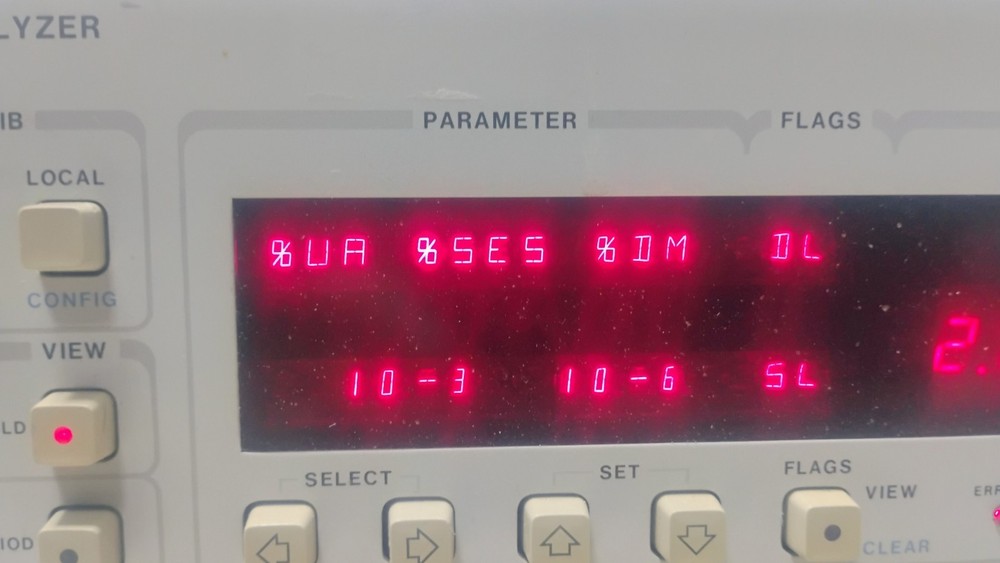 LYZER
IB
PARAMETER
FLAGS
LOCAL
CONFIG
%UA %SES %DM DL
VIEW
2.
10-3 10-6 SL
LD
SELECT
SET
FLAGS
VIEW
ERR
IOD
CLEAR